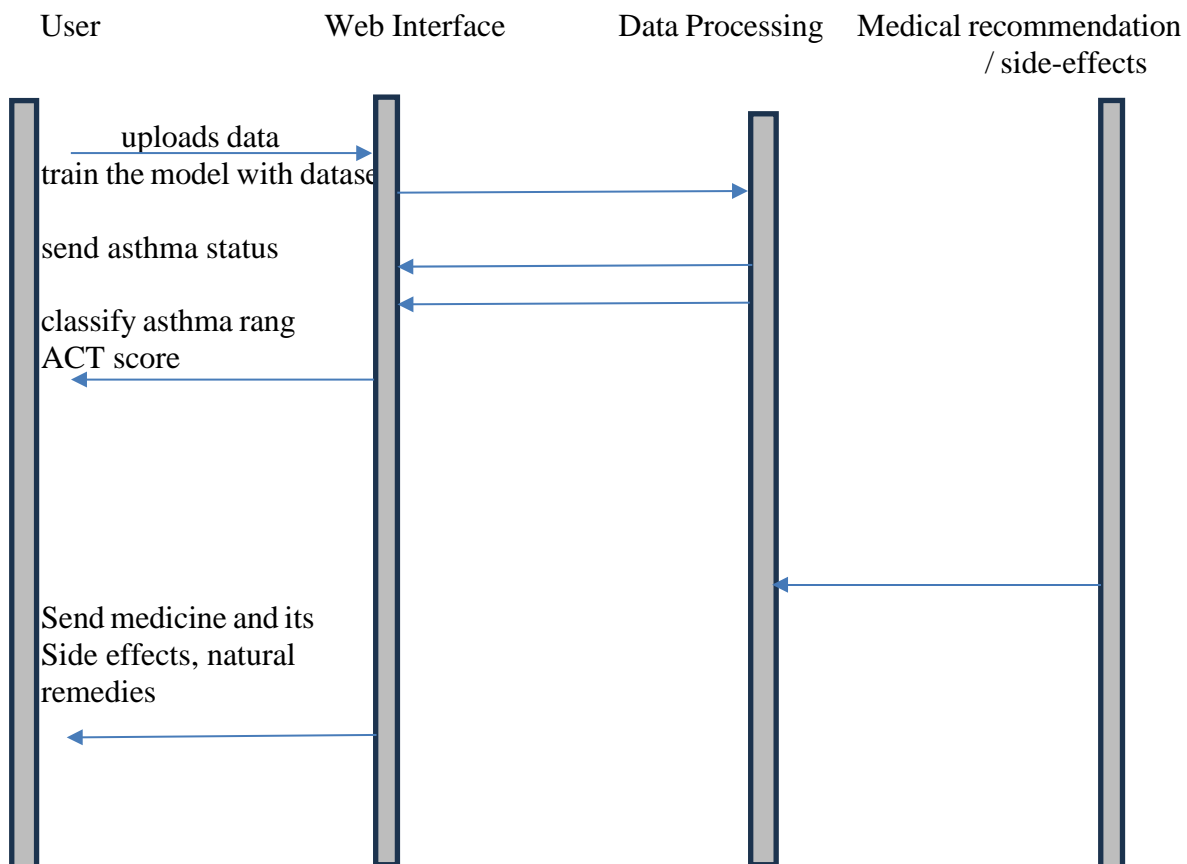 User Web Interface Data Processing Medical recommendation
/ side-effects
uploads data
train the model with datase
send asthma status
classify asthma rang
ACT score
Send medicine and its
Side effects, natural
remedies